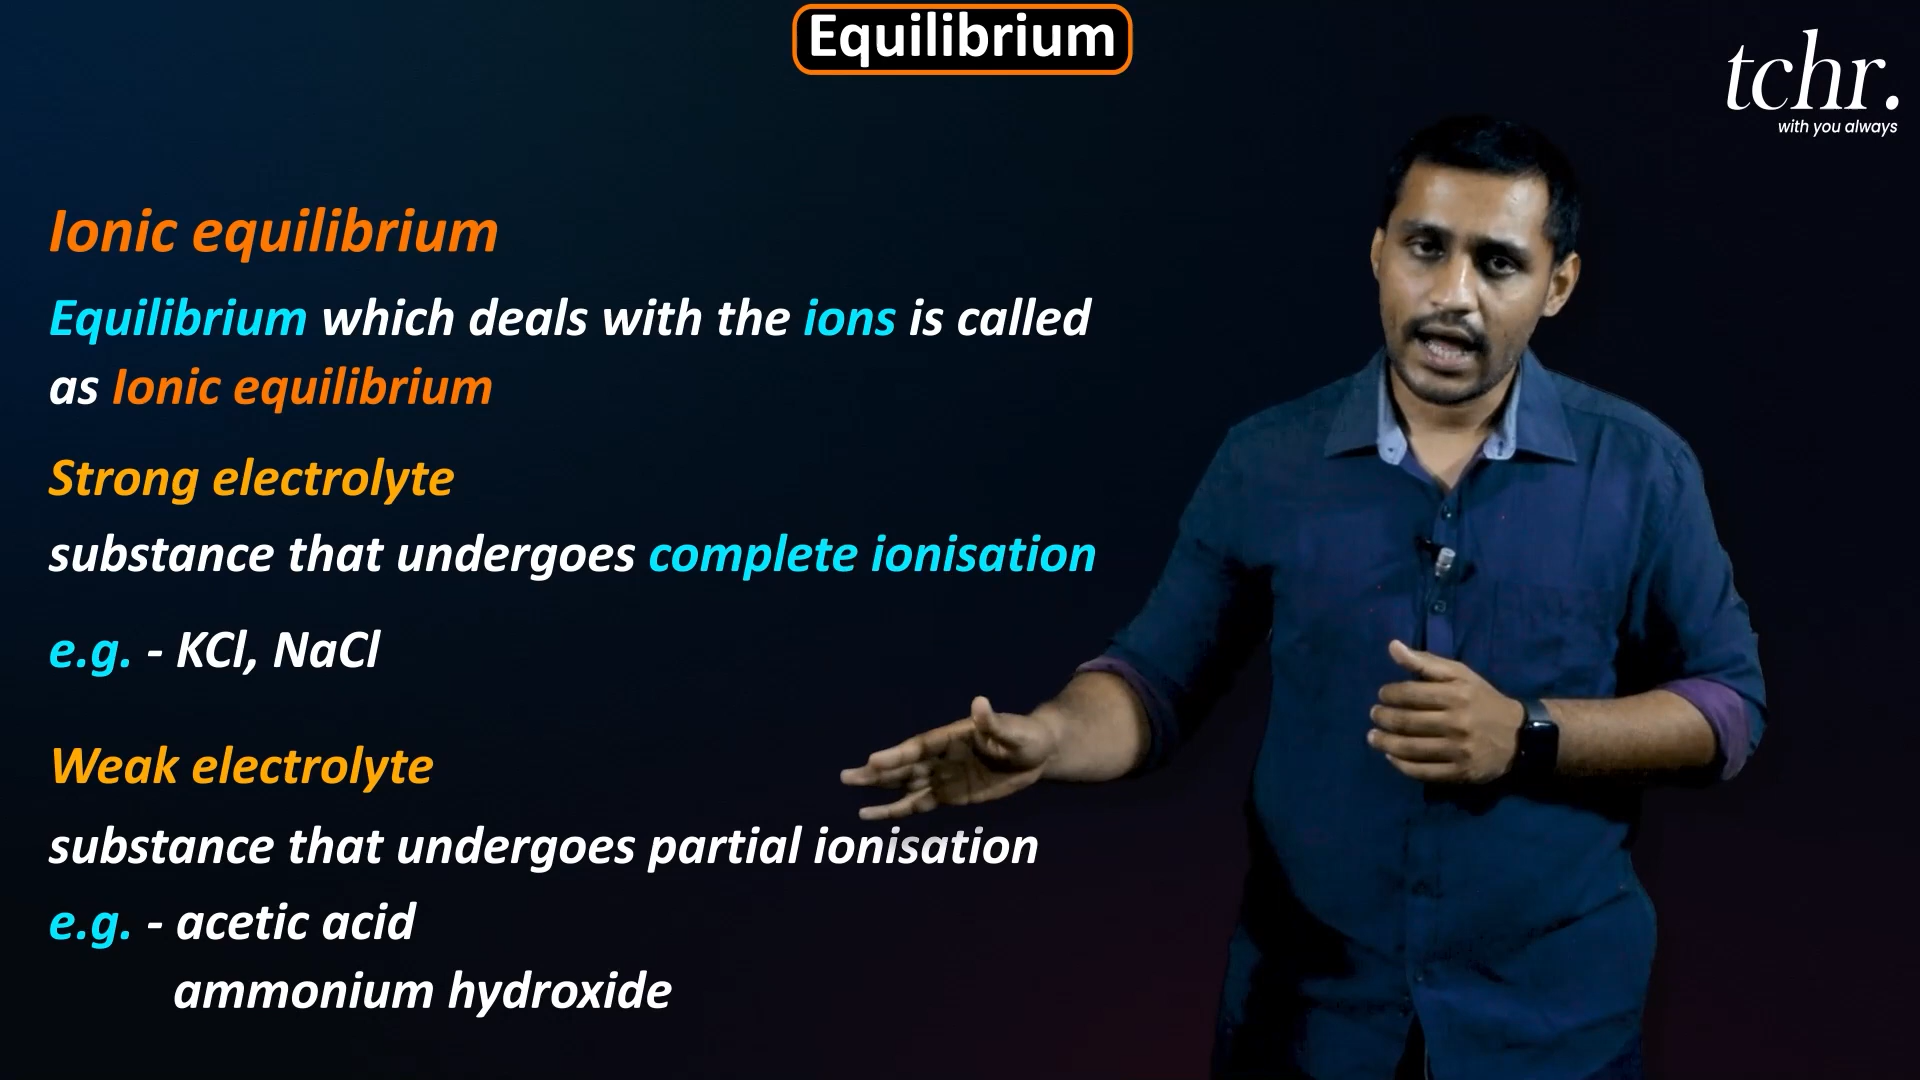 Equilibrium
tchr.
with you always
Ionic equilibrium
Equilibrium which deals with the ions is called
as Ionic equilibrium
Strong electrolyte
substance that undergoes complete ionisation
e.g. - KCl, NaCl
Weak electrolyte
substance that undergoes partial ionisation
e.g. - acetic acid
ammonium hydroxide